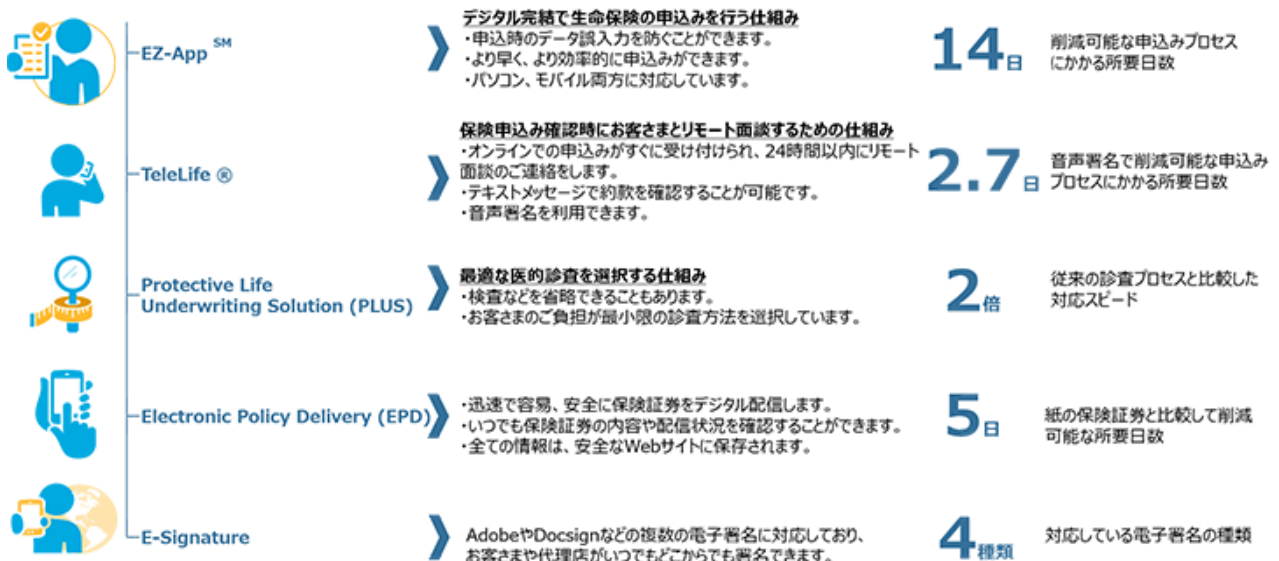 デジタル完結で生命保険の申込みを行う仕組み
EZ-App ℠
・申込時のデータ誤入力を防ぐことができます。
・より早く、より効率的に申込みができます。
・パソコン、モバイル両方に対応しています。
14日
削減可能な申込みプロセス
にかかる所要日数
TeleLife ®
保険申込み確認時にお客さまとリモート面談するための仕組み
・オンラインでの申込みがすぐに受け付けられ、24時間以内にリモート
面談のご連絡をします。
・テキストメッセージで約款を確認することが可能です。
・音声署名を利用できます。
2.7日
音声署名で削減可能な申込み
プロセスにかかる所要日数
Protective Life
Underwriting Solution (PLUS)
最適な医的診査を選択する仕組み
・検査などを省略できることもあります。
・お客さまのご負担が最小限の診査方法を選択しています。
2倍
従来の診査プロセスと比較した
対応スピード
Electronic Policy Delivery (EPD)
・迅速で容易、安全に保険証券をデジタル配信します。
・いつでも保険証券の内容や配信状況を確認することができます。
・全ての情報は、安全なWebサイトに保存されます。
5日
紙の保険証券と比較して削減
可能な所要日数
E-Signature
AdobeやDocsignなどの複数の電子署名に対応しており、
お客さまや代理店がいつでもどこからでも署名できます。
4種類
対応している電子署名の種類